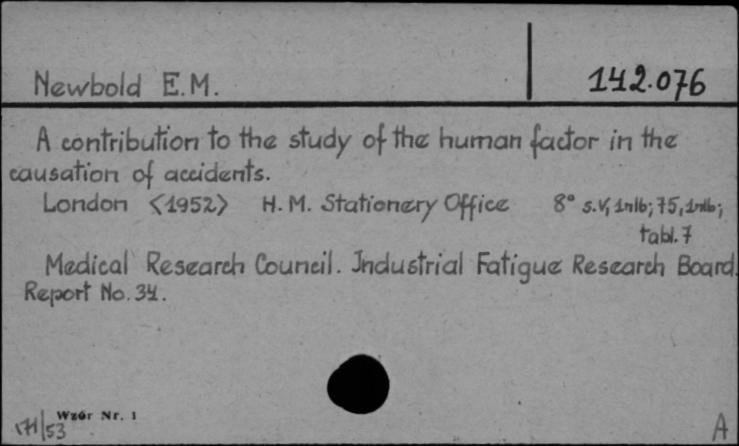 Newbold E.M. 142.076
A contribution to the study of the human factor in the
causation of accidents.
London <1952> H. M. Stationery Office 8° s.V, 1nlb; 75, 1nlb;
tabl. 7
Medical Research Council. Industrial Fatigue Research Board.
Report No. 34.
Wzór Nr. 1
171/53
A